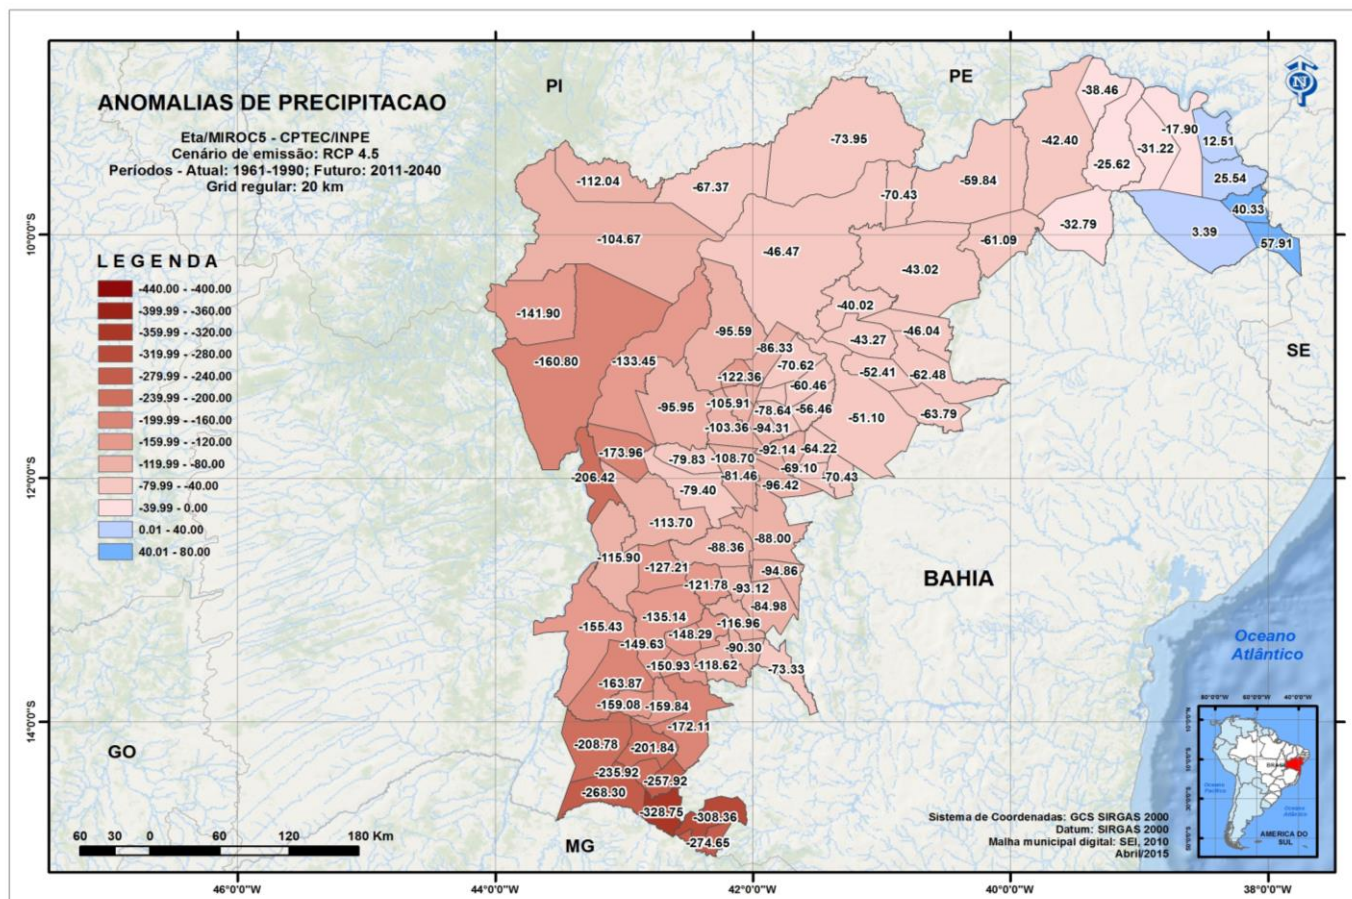 PI
PE
ANOMALIAS DE PRECIPITACAO
Eta/MIROC5 - CPTEC/INPE
Cenário de emissão: RCP 4.5
Períodos - Atual: 1961-1990; Futuro: 2011-2040
Grid regular: 20 km
N
-38.46
-17.90
-73.95
-42.40
12.51
-31.22
-25.62
-112.04
-67.37
-59.84
25.54
-70.43
40.33
-32.79
3.39
-104.67
-61.09
57.91
-46.47
-43.02
10°0'0"S
LEGENDA
-440.00 - -400.00
-399.99 - -360.00
-359.99 - -320.00
-319.99 - -280.00
-279.99 - -240.00
-239.99 - -200.00
-199.99 - -160.00
-159.99 - -120.00
-119.99 - -80.00
-79.99 - -40.00
-39.99 - 0.00
0.01 - 40.00
40.01 - 80.00
-40.02
-141.90
-95.59
-46.04
-43.27
-86.33
SE
-160.80
-133.45
-70.62
-52.41
-62.48
-122.36
-60.46
-95.95
-105.91
-78.64
-56.46
-51.10
-63.79
-103.36
-94.31
-173.96
-92.14
-64.22
-79.83
-108.70
-69.10
-206.42
-81.46
-70.43
12°0'0"S
-79.40
-96.42
-113.70
-88.00
-88.36
-115.90
-127.21
-94.86
-121.78
-93.12
BAHIA
-84.98
-135.14
-116.96
-155.43
-148.29
-149.63
-90.30
Oceano
Atlântico
-150.93
-118.62
-73.33
-163.87
-159.08
-159.84
-172.11
14°0'0"S
-208.78
-201.84
GO
-235.92
-257.92
-268.30
-328.75
-308.36
-274.65
MG
60 30 0 60 120 180 Km
Sistema de Coordenadas: GCS SIRGAS 2000
Datum: SIRGAS 2000
Malha municipal digital: SEI, 2010
Abril/2015
80°0'0"W 60°0'0"W 40°0'0"W
Oceano
Pacífico
Oceano
Atlântico
AMERICA DO
SUL
46°0'0"W 44°0'0"W 42°0'0"W 40°0'0"W 38°0'0"W